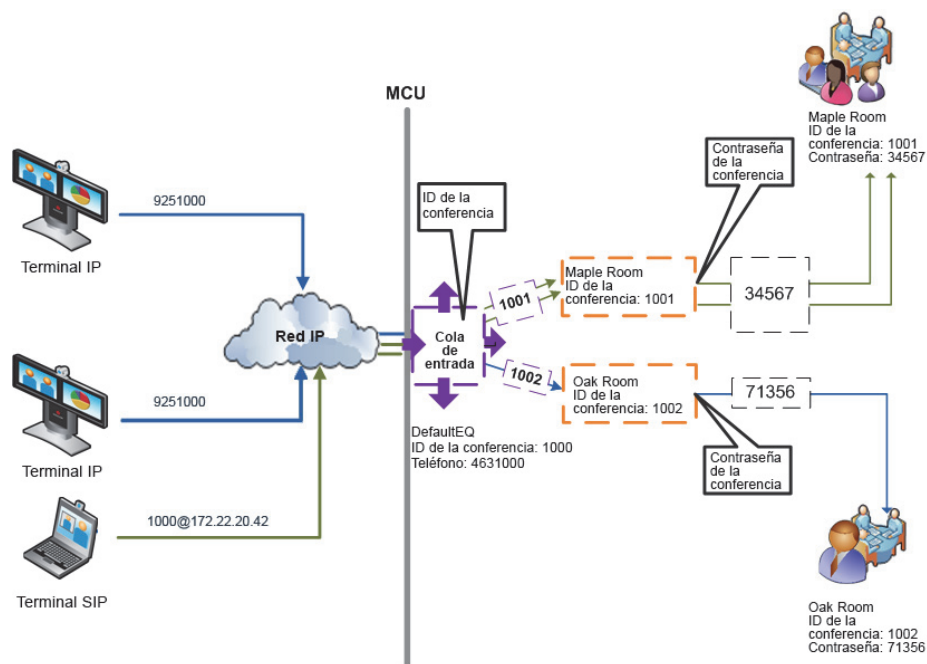 MCU
Maple Room
ID de la
conferencia: 1001
Contraseña: 34567
Contraseña
de la
conferencia
9251000
ID de la
conferencia
Terminal IP
Maple Room
ID de la
conferencia: 1001
1001
34567
Red IP
Cola
de
entrada
1002
Oak Room
ID de la
conferencia: 1002
71356
9251000
DefaultEQ
ID de la conferencia: 1000
Teléfono: 4631000
Contraseña
de la
conferencia
Terminal IP
1000@172.22.20.42
Terminal SIP
Oak Room
ID de la
conferencia: 1002
Contraseña: 71356